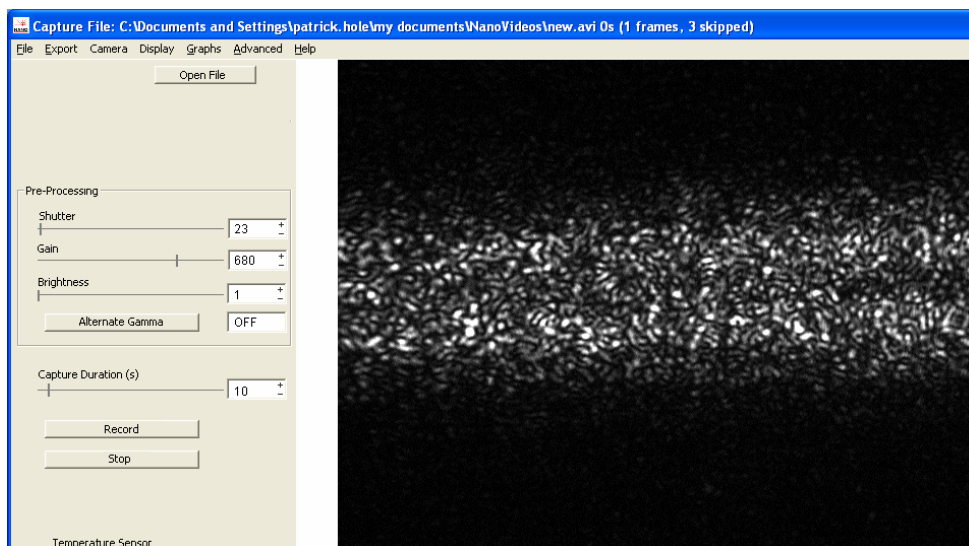 Capture File: C:\Documents and Settings\patrick.hole\my documents\NanoVideos\new.avi 0s (1 frames, 3 skipped)
File Export Camera Display Graphs Advanced Help
Open File
Pre-Processing
Shutter
23
Gain
680
Brightness
1
Alternate Gamma OFF
Capture Duration (s)
10
Record
Stop
Temperature Sensor